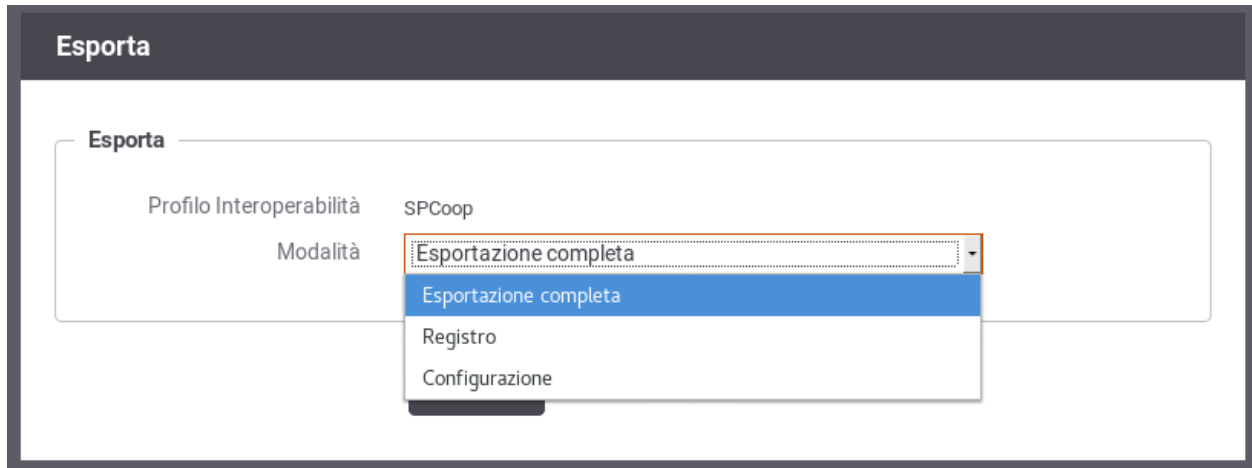 Esporta
Esporta
Profilo Interoperabilità SPCoop
Modalità Esportazione completa
Esportazione completa
Registro
Configurazione